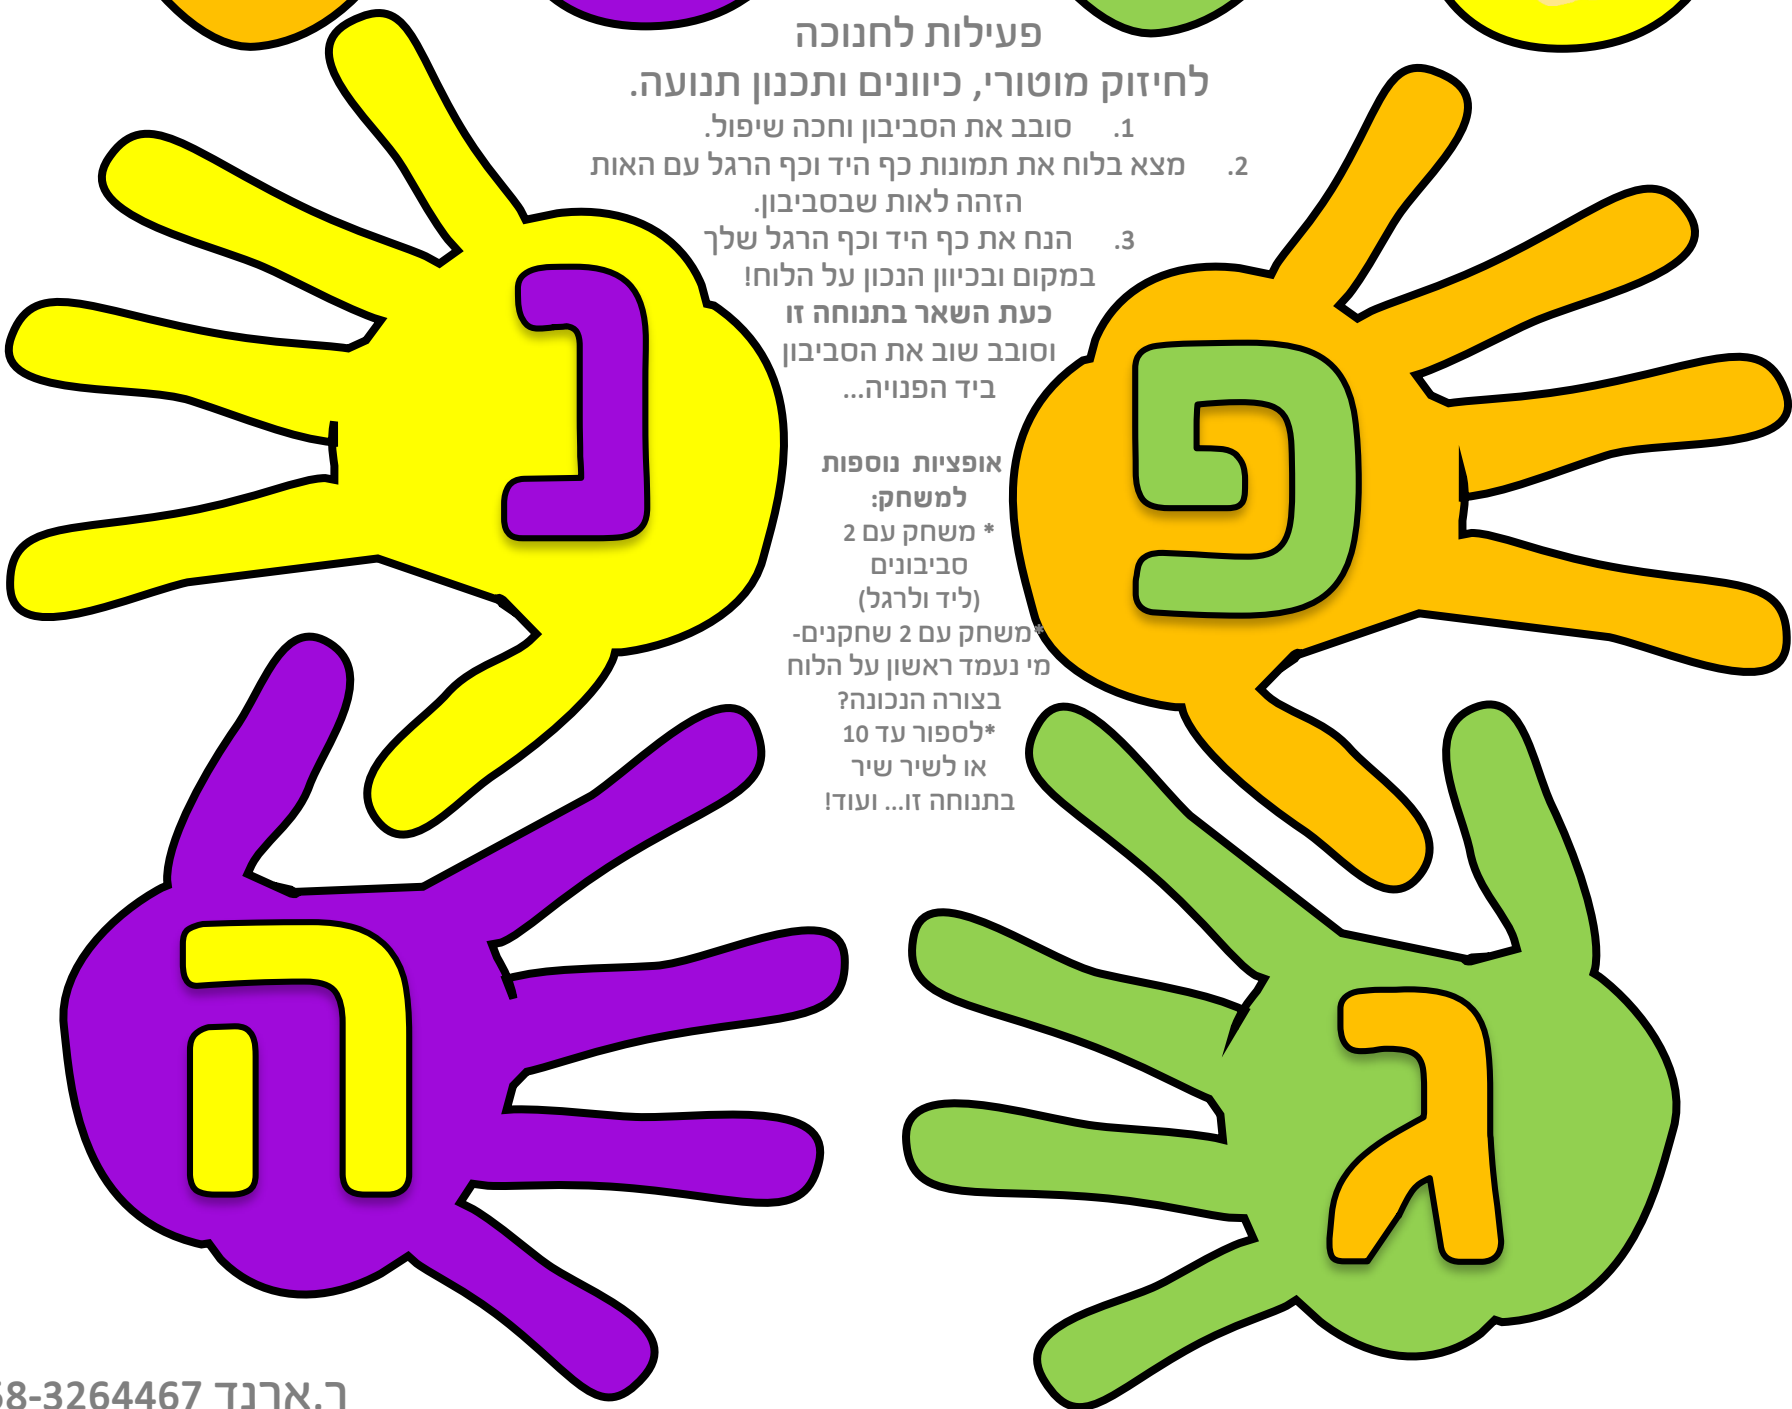 פעילות לחנוכה
לחיזוק מוטורי, כיוונים ותכנון תנועה.
1. סובב את הסביבון וחכה שיפול.
2. מצא בלוח את תמונות כף היד וכף הרגל עם האות
הזהה לאות שבסביבון.
3. הנח את כף היד וכף הרגל שלך
במקום ובכיוון הנכון על הלוח!
כעת השאר בתנוחה זו
וסובב שוב את הסביבון
ביד הפנויה...
אופציות נוספות
למשחק:
* משחק עם 2
סביבונים
(ליד ולרגל)
*משחק עם 2 שחקנים-
מי נעמד ראשון על הלוח
בצורה הנכונה?
*לספור עד 10
או לשיר שיר
בתנוחה זו... ועוד!
פ
נ
ג
ה
ר.ארנד 58-3264467